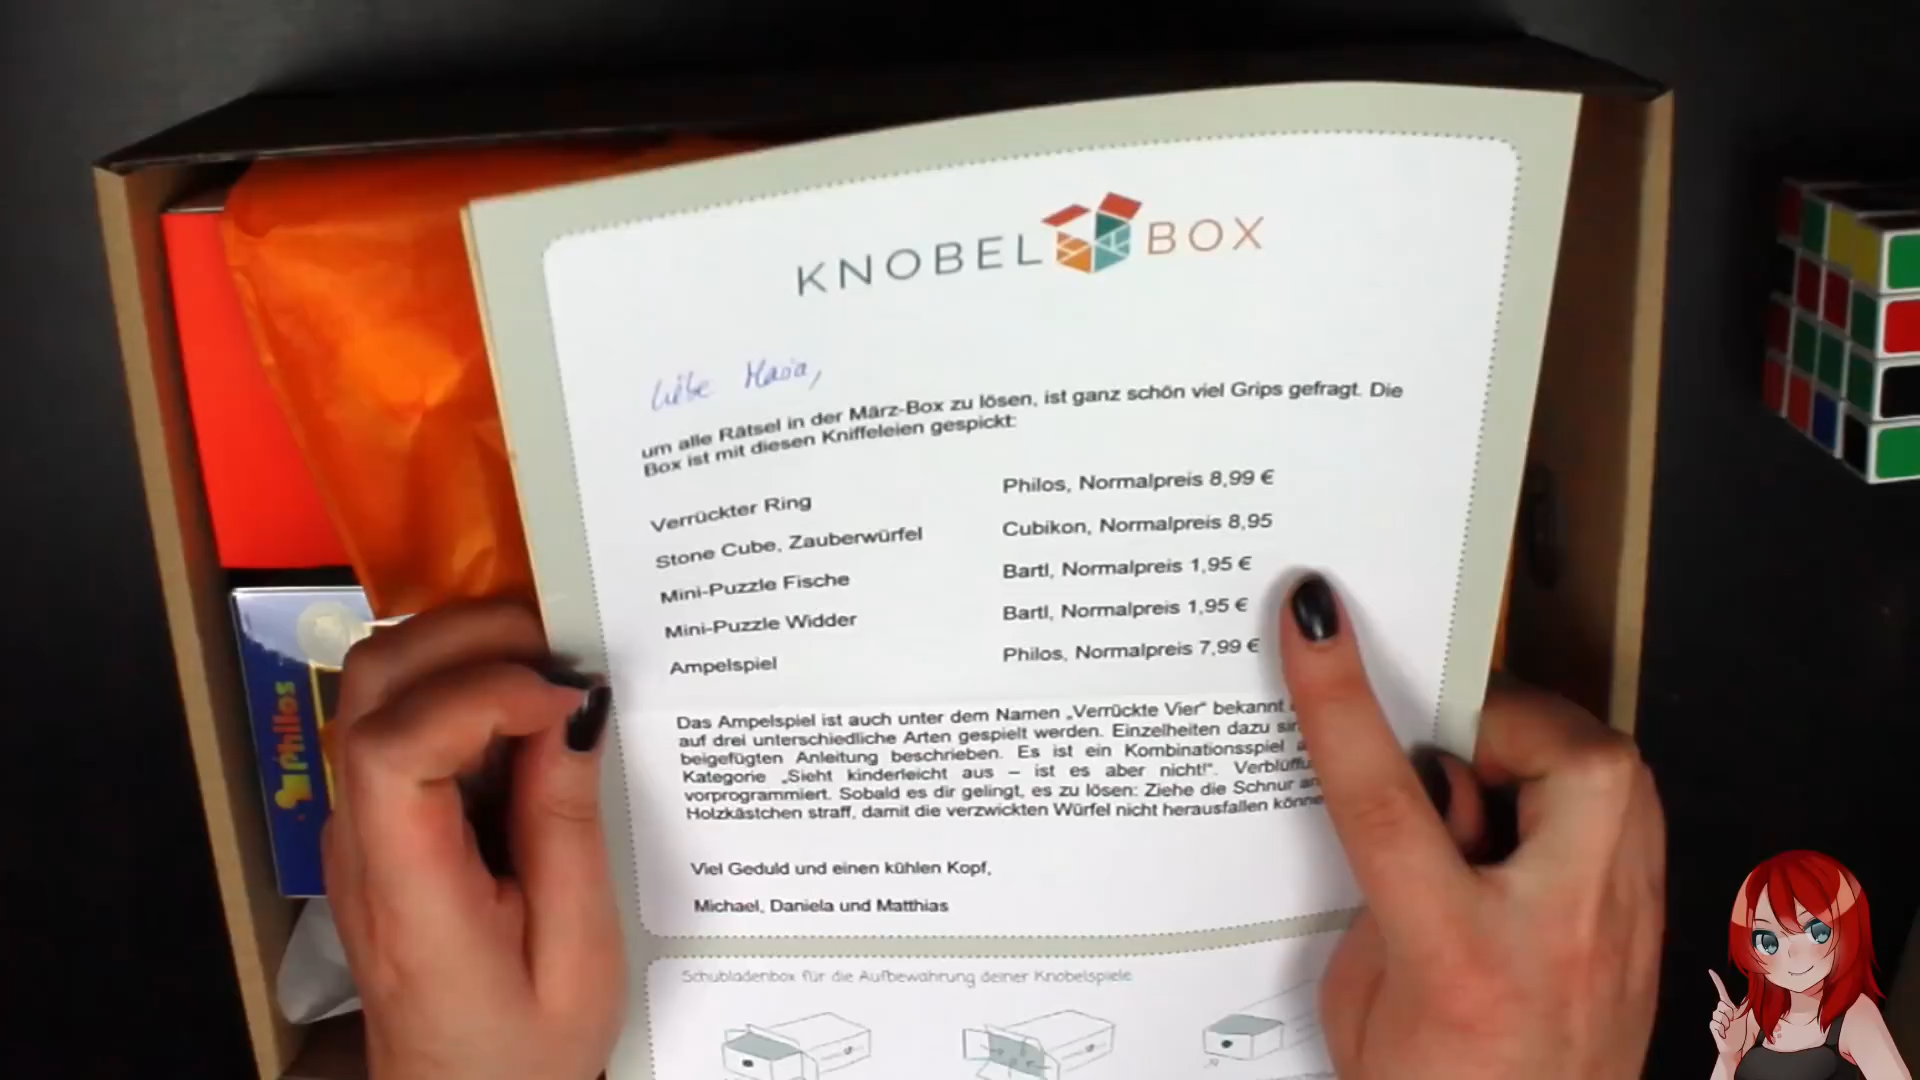 KNOBEL BOX
Liebe Maria,
um alle Rätsel in der März-Box zu lösen, ist ganz schön viel Grips gefragt. Die
Box ist mit diesen Kniffeleien gespickt:
Verrückter Ring Philos, Normalpreis 8,99 €
Stone Cube, Zauberwürfel Cubikon, Normalpreis 8,95
Mini-Puzzle Fische Bartl, Normalpreis 1,95 €
Mini-Puzzle Widder Bartl, Normalpreis 1,95 €
Ampelspiel Philos, Normalpreis 7,99 €
Das Ampelspiel ist auch unter dem Namen „Verrückte Vier" bekannt
auf drei unterschiedliche Arten gespielt werden. Einzelheiten dazu
beigefügten Anleitung beschrieben. Es ist ein Kombinationsspiel
Kategorie „Sieht kinderleicht aus – ist es aber nicht!". 
vorprogrammiert. Sobald es dir gelingt, es zu lösen: Ziehe die Schnur
Holzkästchen straff, damit die verzwickten Würfel nicht herausfallen
Viel Geduld und einen kühlen Kopf,
Michael, Daniela und Matthias
Schubladenbox für die Aufbewahrung deiner Knobelspiele
Philos